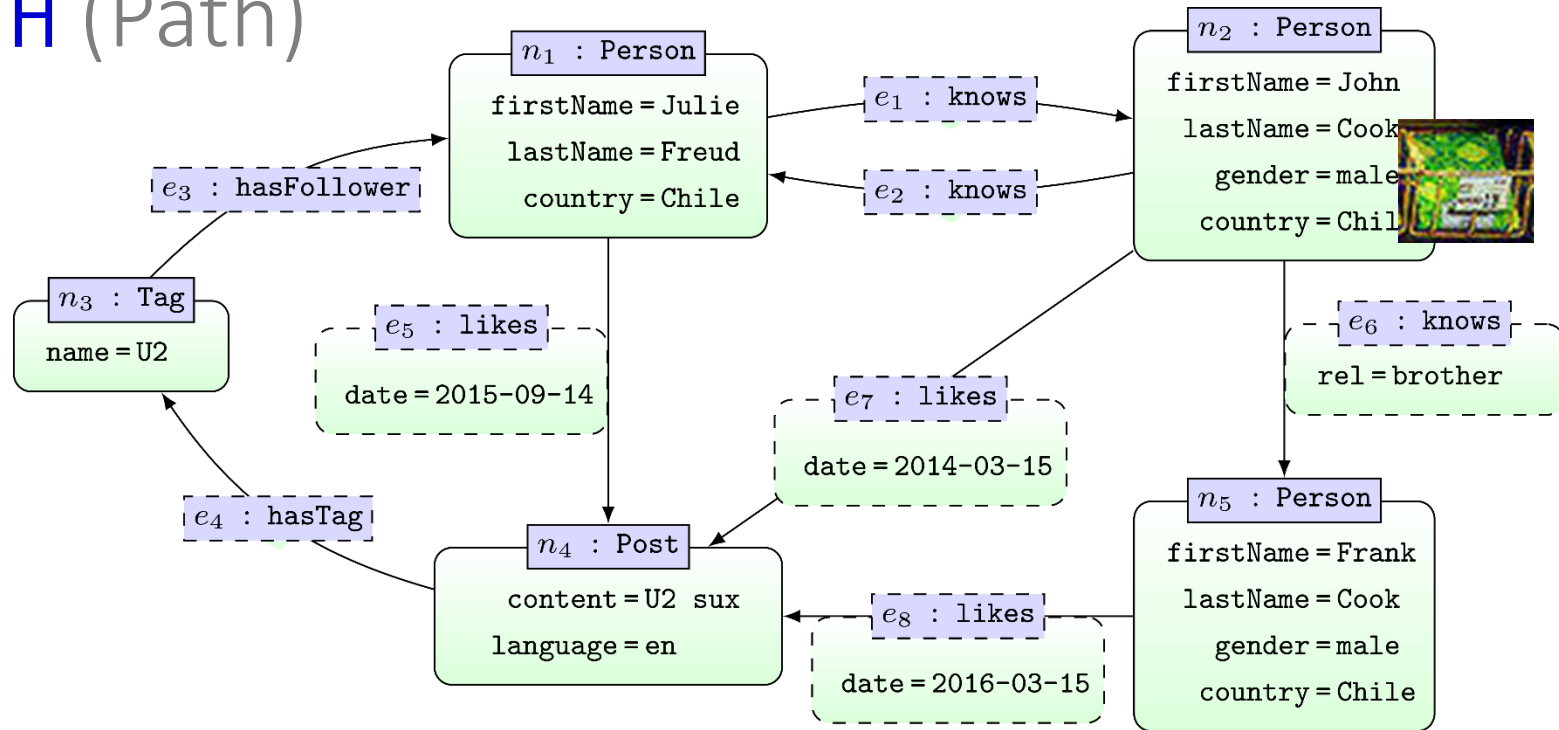 H (Path)
n1 : Person
firstName = Julie
lastName = Freud
country = Chile
e1 : knows
e2 : knows
n2 : Person
firstName = John
lastName = Cook
gender = male
country = Chil
e3 : hasFollower
n3 : Tag
name = U2
e5 : likes
date = 2015-09-14
e7 : likes
date = 2014-03-15
e6 : knows
rel = brother
e4 : hasTag
n4 : Post
content = U2 sux
language = en
e8 : likes
date = 2016-03-15
n5 : Person
firstName = Frank
lastName = Cook
gender = male
country = Chile